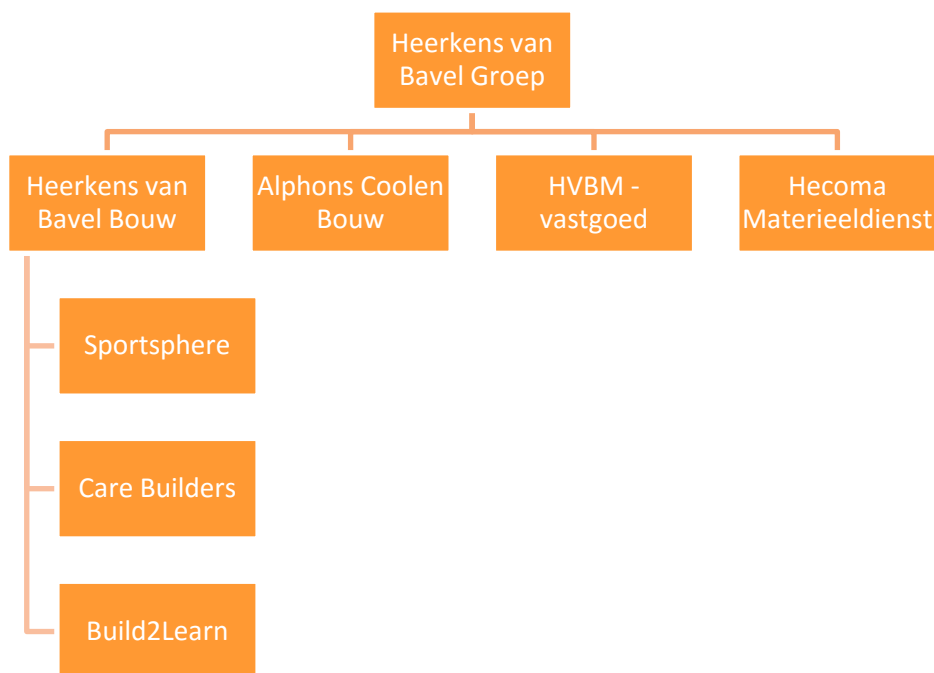 Heerkens van
Bavel Groep
Heerkens van
Bavel Bouw
Alphons Coolen
Bouw
HVBM -
vastgoed
Hecoma
Materieeldienst
Sportsphere
Care Builders
Build2Learn